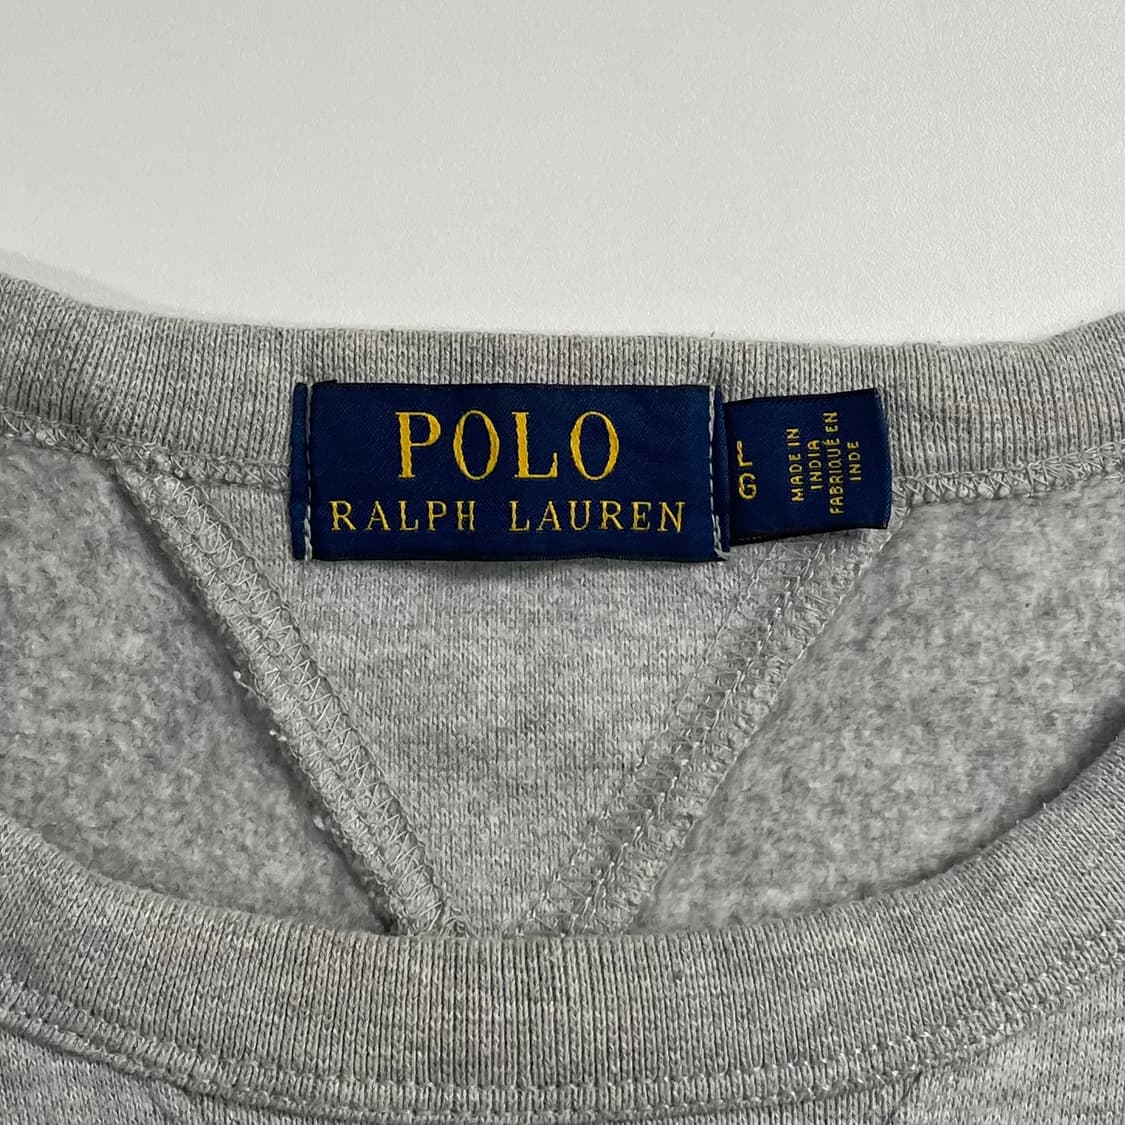 POLO
RALPH LAUREN
L G
MADE IN
INDIA
FABRIQUÉ EN
INDE